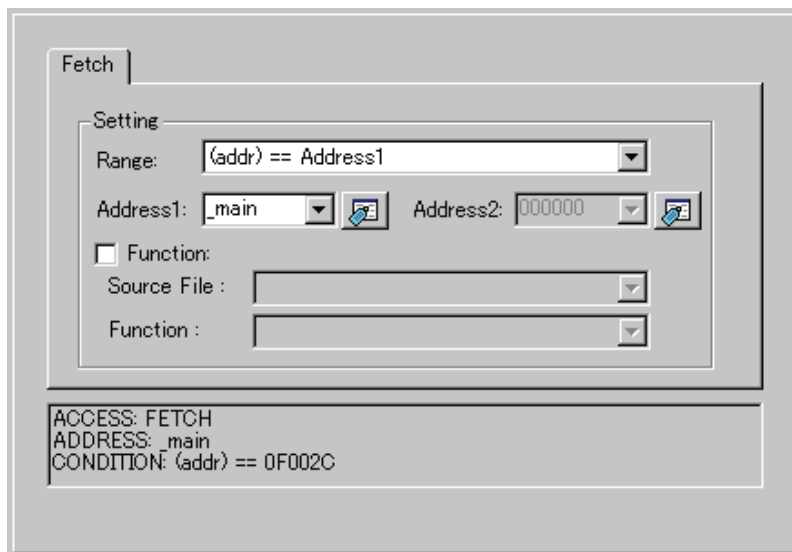 Fetch
Setting
Range: (addr) == Address1
Address1: _main Address2: 000000
Function:
Source File :
Function :
ACCESS: FETCH
ADDRESS: _main
CONDITION: (addr) == 0F002C